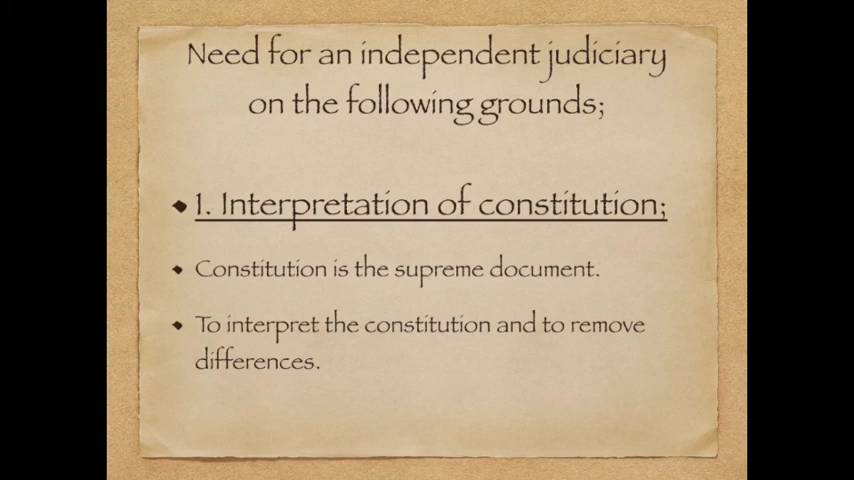 Need for an independent judiciary
on the following grounds;
1. Interpretation of constitution;
Constitution is the supreme document.
To interpret the constitution and to remove
differences.